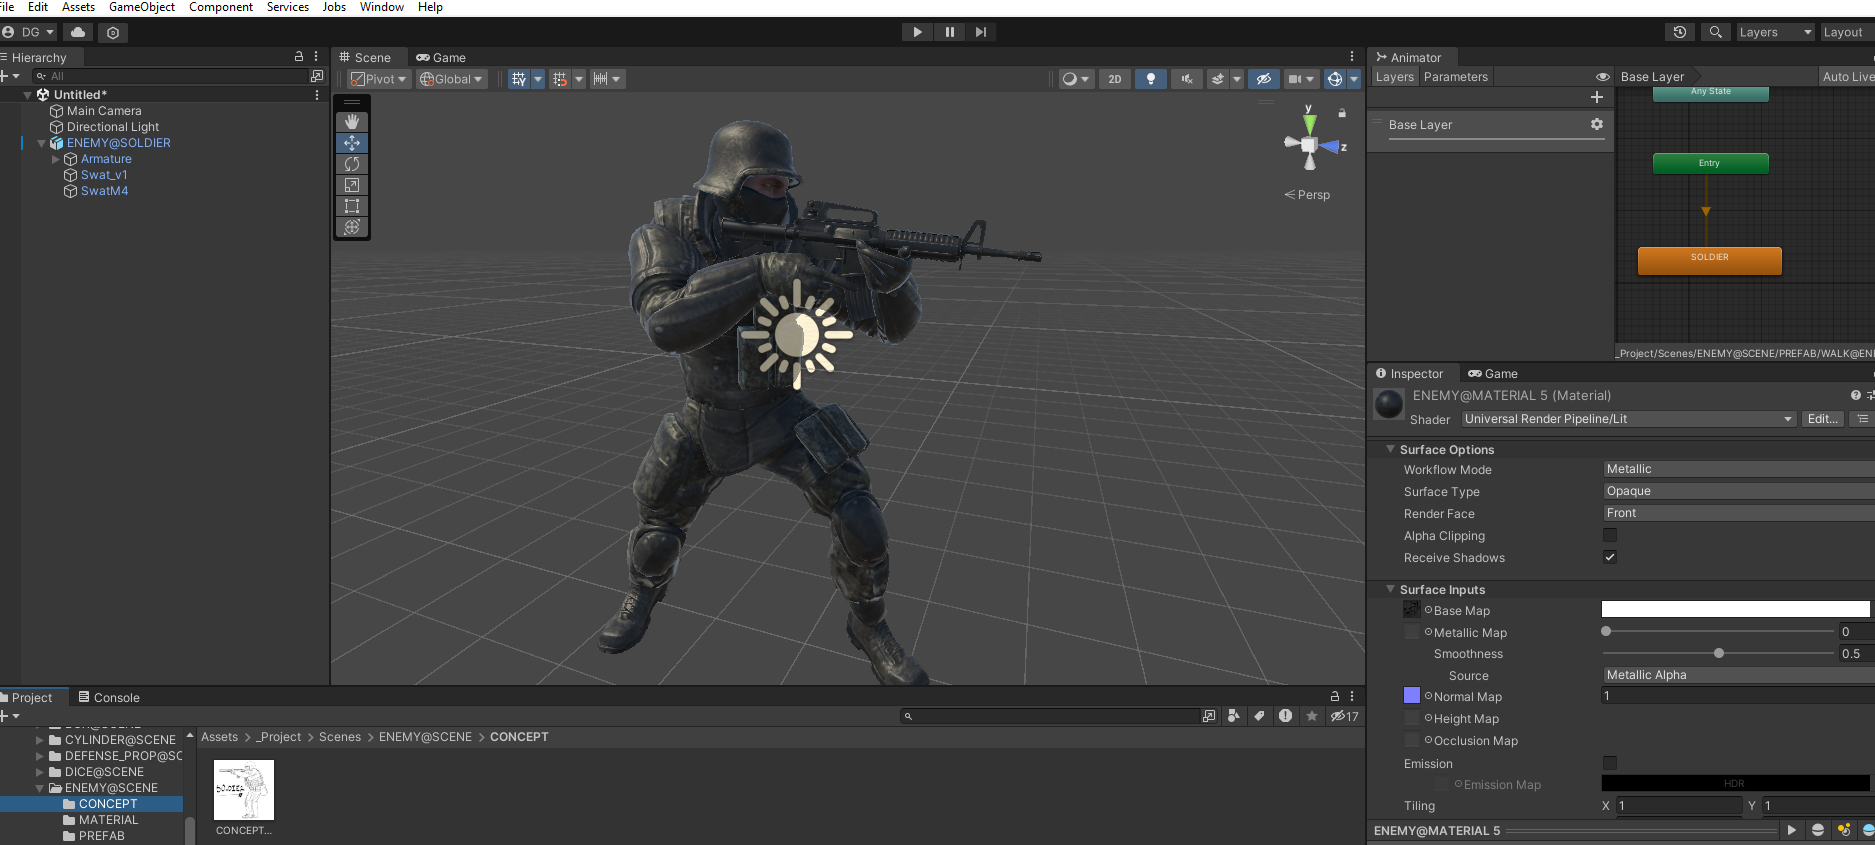 File Edit Assets GameObject Component Services Jobs Window Help
DG Layers Layout
Hierarchy
All
Untitled*
Main Camera
Directional Light
ENEMY@SOLDIER
Armature
Swat_v1
SwatM4
Scene Game
Pivot Global 2D
y
z
Persp
Animator
Layers Parameters Base Layer Auto Live
Base Layer
Any State
Entry
SOLDIER
_Project/Scenes/ENEMY@SCENE/PREFAB/WALK@ENE
Inspector Game
ENEMY@MATERIAL 5 (Material)
Shader Universal Render Pipeline/Lit Edit...
Surface Options
Workflow Mode Metallic
Surface Type Opaque
Render Face Front
Alpha Clipping
Receive Shadows
Surface Inputs
Base Map
Metallic Map 0
Smoothness 0.5
Source Metallic Alpha
Normal Map 1
Height Map
Occlusion Map
Emission
Emission Map HDR
Tiling X 1 Y 1
ENEMY@MATERIAL 5
Project Console
17
CYLINDER@SCENE
DEFENSE_PROP@SC
DICE@SCENE
ENEMY@SCENE
CONCEPT
MATERIAL
PREFAB
Assets > _Project > Scenes > ENEMY@SCENE > CONCEPT
SOLDIER
CONCEPT...